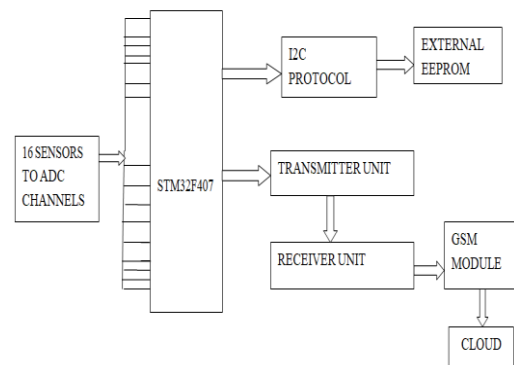 I2C
PROTOCOL
EXTERNAL
EEPROM
16 SENSORS
TO ADC
CHANNELS
STM32F407
TRANSMITTER UNIT
RECEIVER UNIT
GSM
MODULE
CLOUD